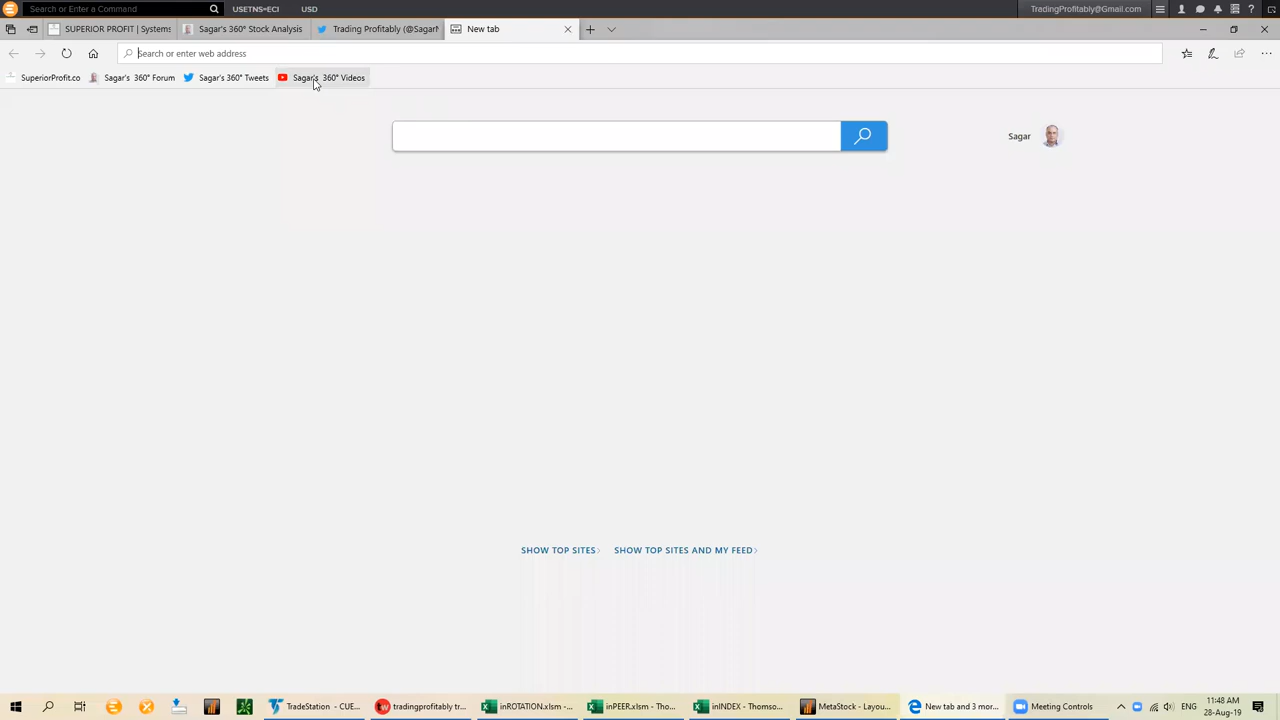 Search or Enter a Command USETNS=ECI USD TradingProfitably@Gmail.com
SUPERIOR PROFIT | Systems Sagar's 360° Stock Analysis Trading Profitably (@Sagar New tab
Search or enter web address
SuperiorProfit.co Sagar's 360° Forum Sagar's 360° Tweets Sagar's 360° Videos
Sagar
SHOW TOP SITES SHOW TOP SITES AND MY FEED
TradeStation - CUE... tradingprofitably tr... inROTATION.xlsm -... inPEER.xlsm - Tho... inINDEX - Thomso... MetaStock - Layou... New tab and 3 mor... Meeting Controls ENG 11:48 AM
28-Aug-19